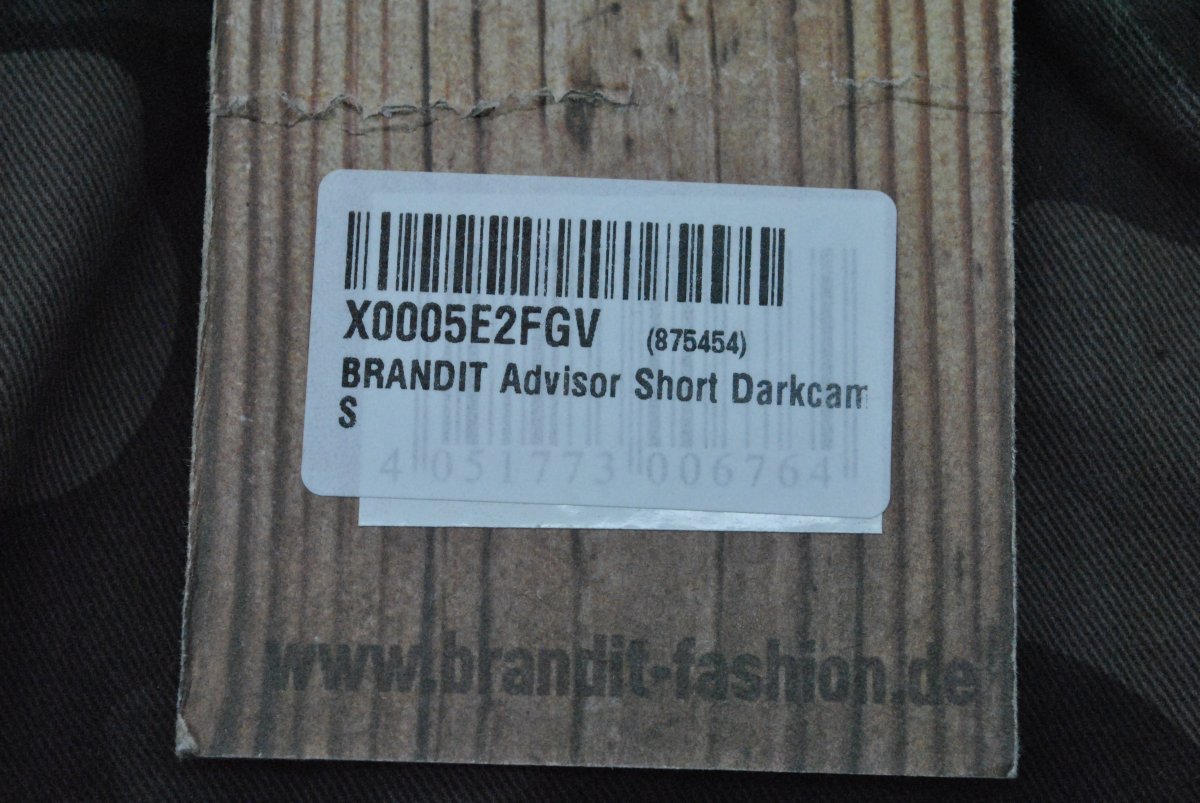 X0005E2FGV (875454)
BRANDIT Advisor Short Darkcam
S
4 051773 006764
www.brandit-fashion.de